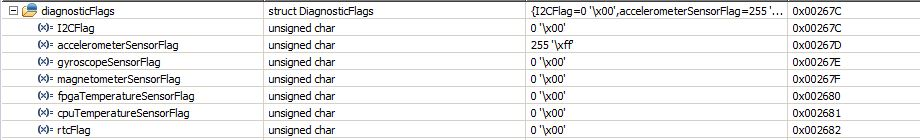 diagnosticFlags struct DiagnosticFlags {I2CFlag=0 '\x00',accelerometerSensorFlag=255 '... 0x00267C
(x)= I2CFlag unsigned char 0 '\x00' 0x00267C
(x)= accelerometerSensorFlag unsigned char 255 '\xff' 0x00267D
(x)= gyroscopeSensorFlag unsigned char 0 '\x00' 0x00267E
(x)= magnetometerSensorFlag unsigned char 0 '\x00' 0x00267F
(x)= fpgaTemperatureSensorFlag unsigned char 0 '\x00' 0x002680
(x)= cpuTemperatureSensorFlag unsigned char 0 '\x00' 0x002681
(x)= rtcFlag unsigned char 0 '\x00' 0x002682